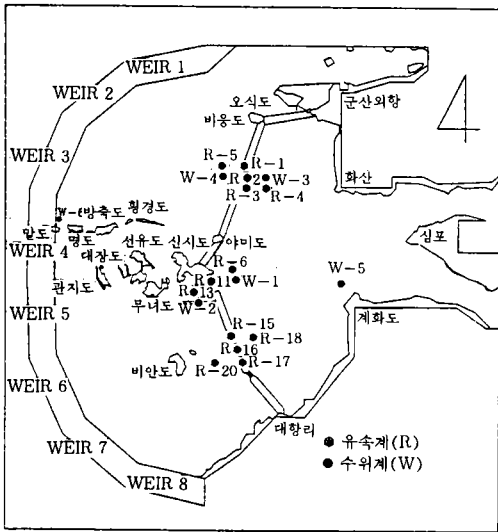 WEIR 1
WEIR 2
오식도
군산외항
비응도
WEIR 3
R-5
R-1
화산
W-4
R
2
W-3
R-3
R-4
W-6
방축도
횡경도
말도
명도
WEIR 4
대장도
선유도
신시도
야미도
심포
관지도
R-6
W-5
R
11
W-1
무녀도
R
13
W-2
WEIR 5
계화도
R-15
R-18
R
16
비안도
R-17
R-20
WEIR 6
대항리
WEIR 7
WEIR 8
유속계(R)
수위계(W)